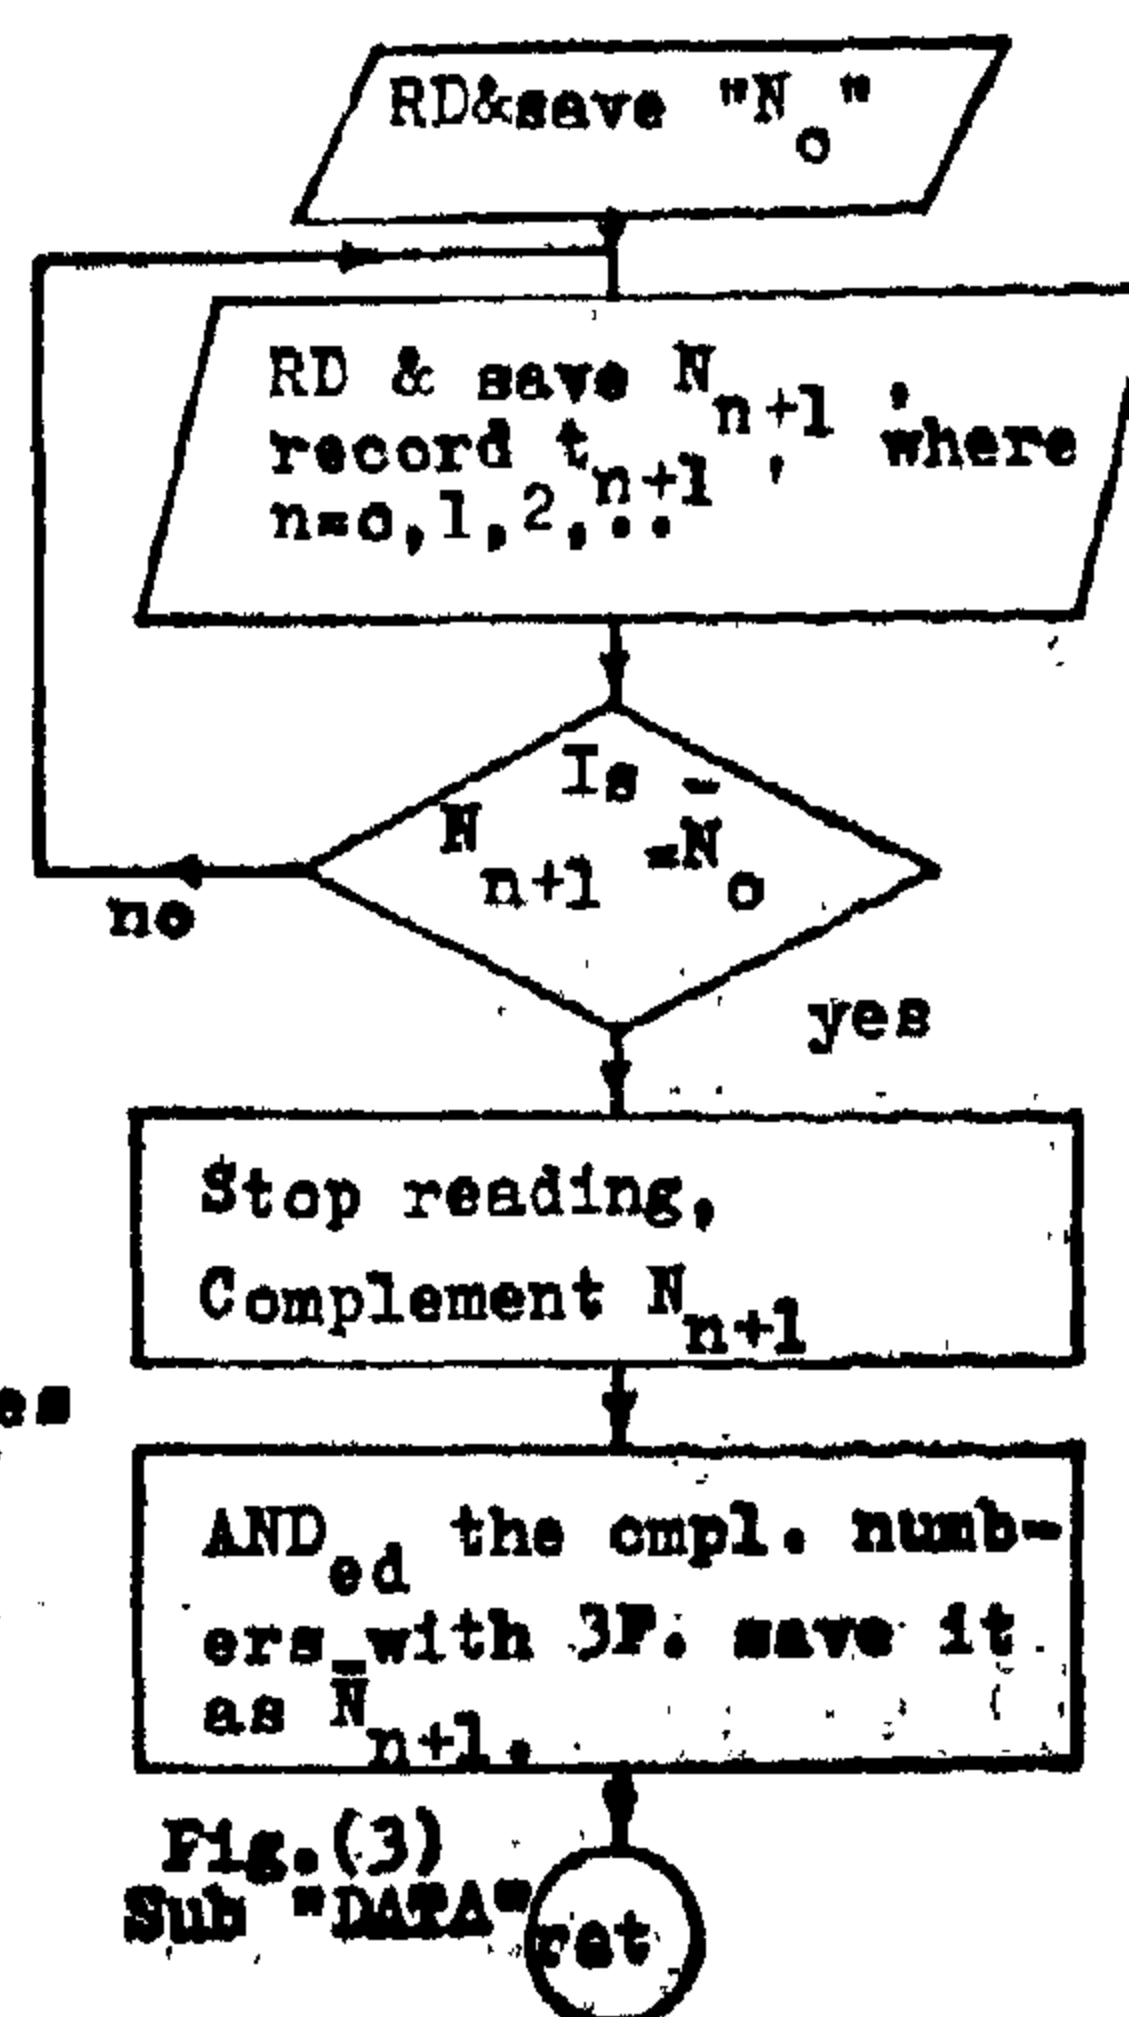 RD&save "N₀"
RD & save Nₙ₊₁,
record tₙ₊₁, where
n=0,1,2,...
Is
Nₙ₊₁ =N̄₀
no
yes
Stop reading,
Complement Nₙ₊₁
es
ANDed the cmpl. numb-
ers with 3F. save it
as N̄ₙ₊₁.
Fig.(3)
Sub "DATA"
ret